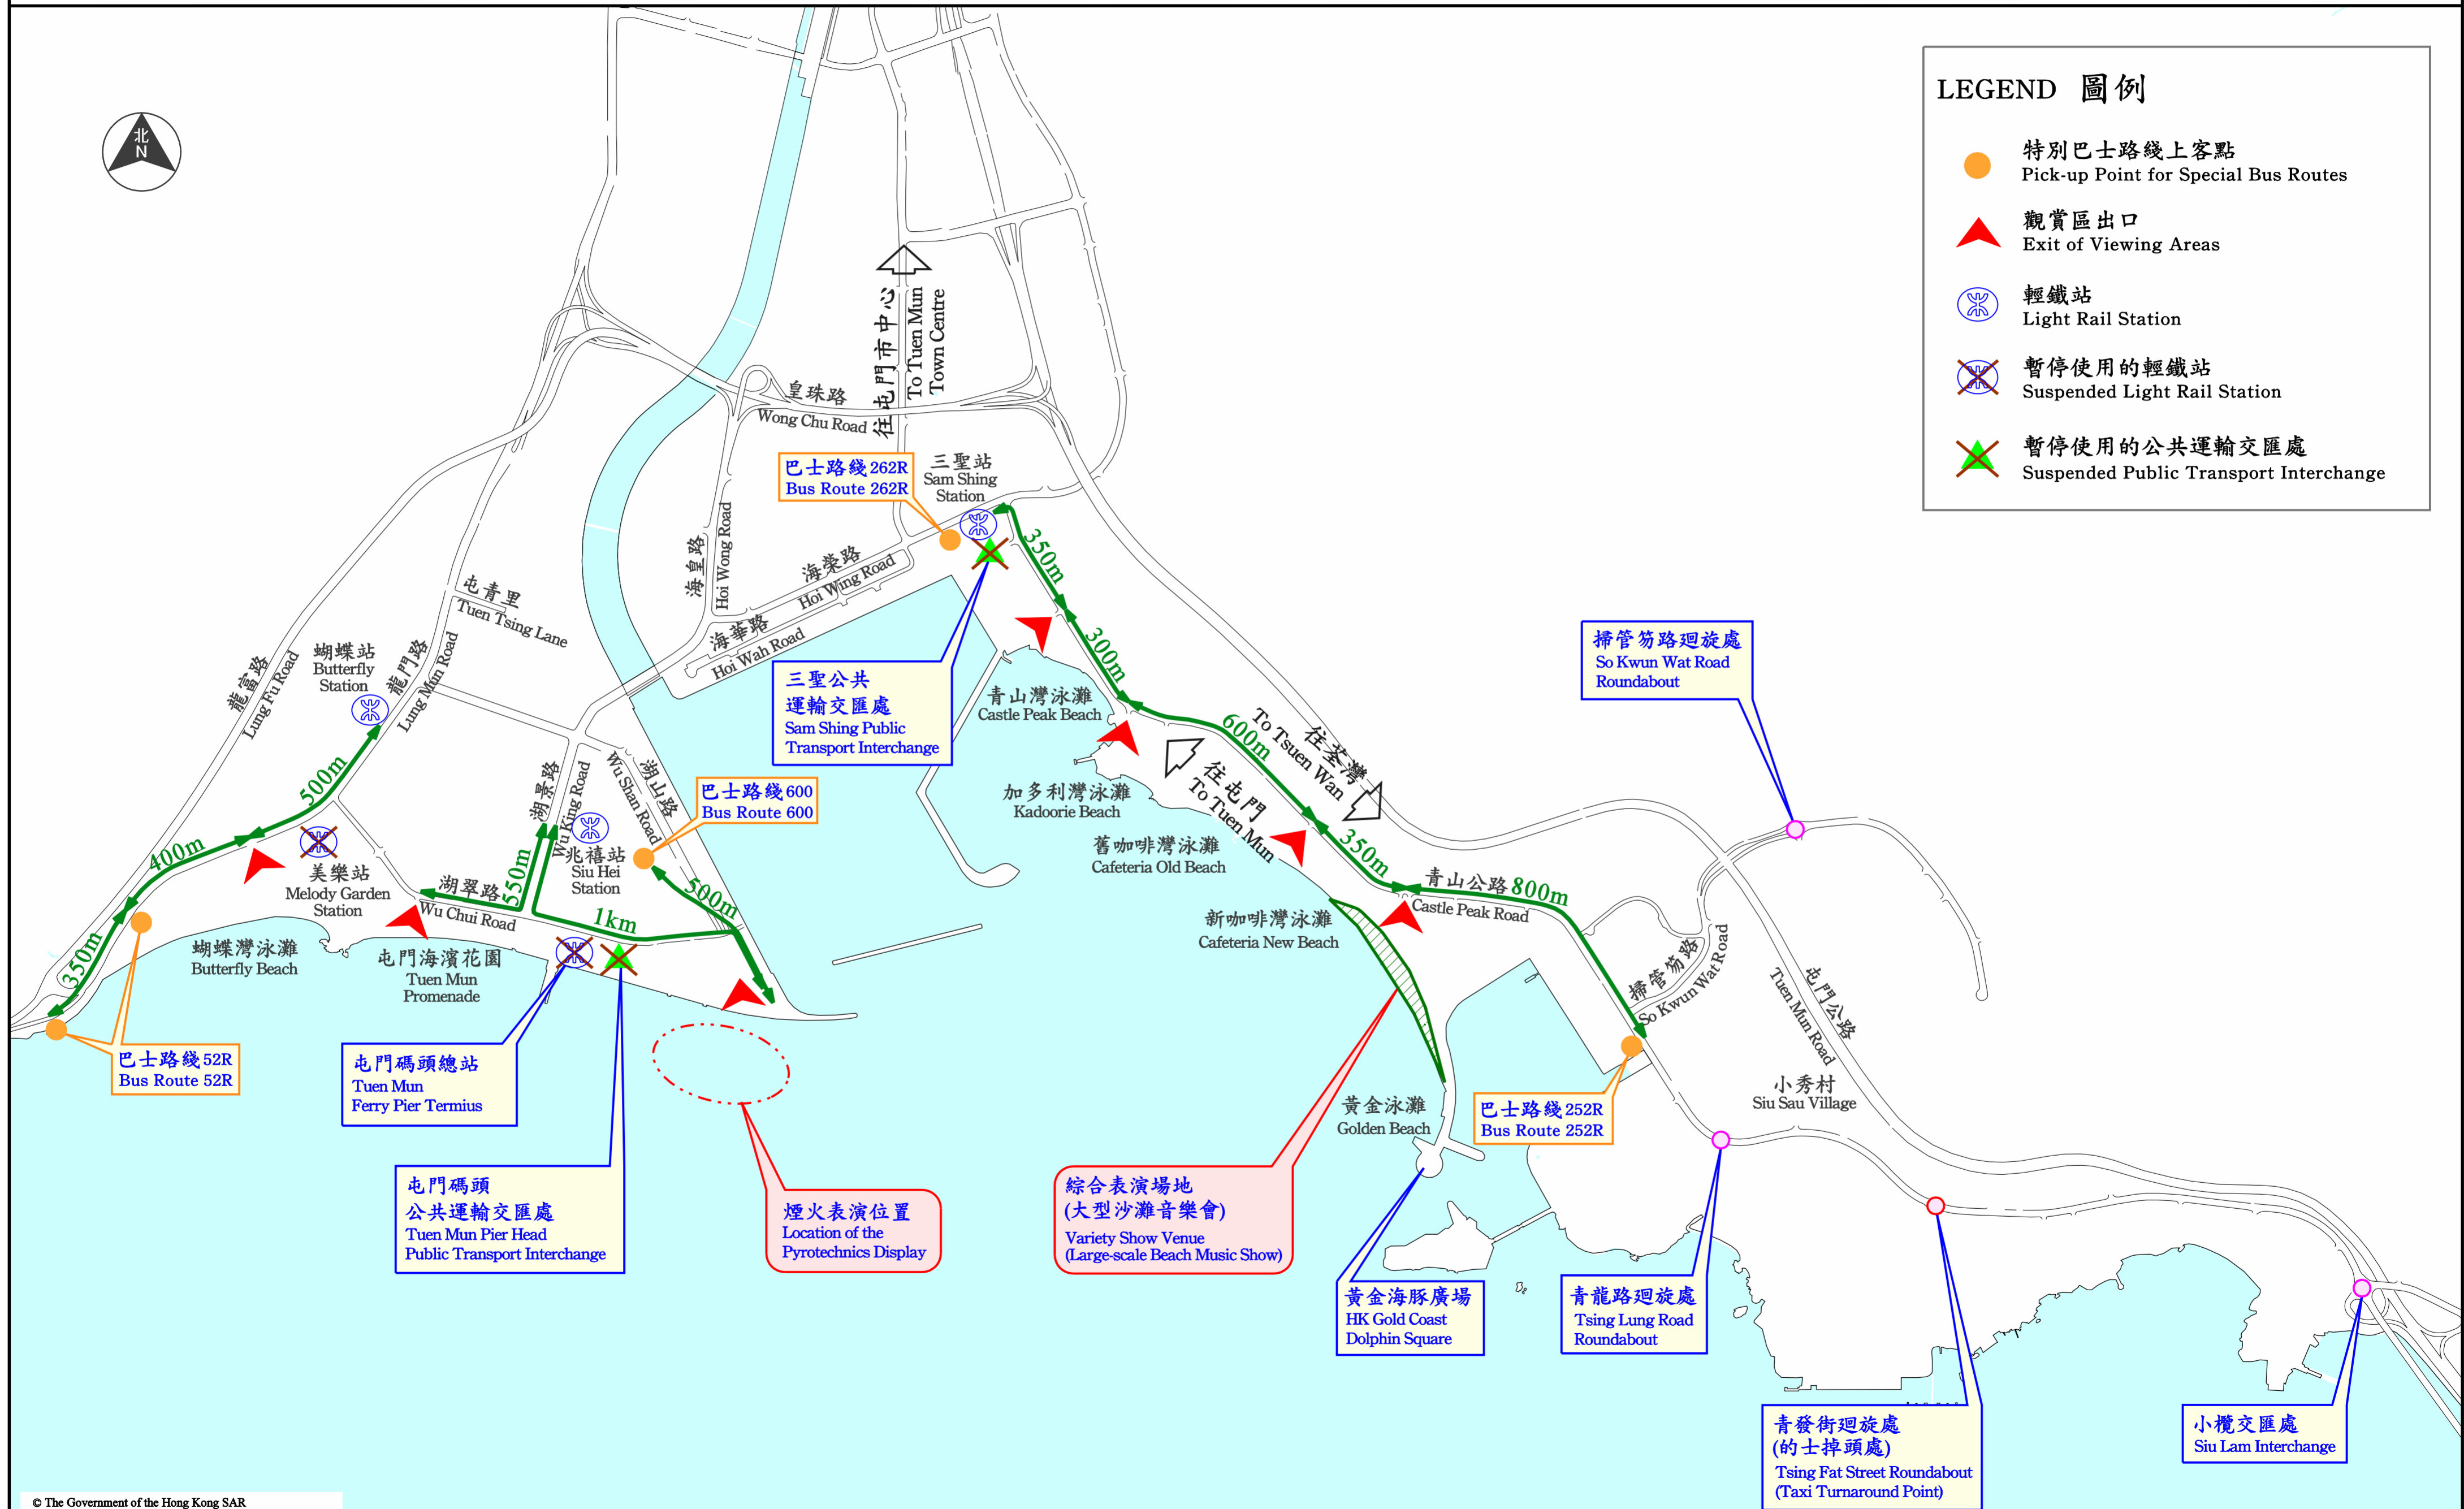 LEGEND 圖例
特別巴士路綫上客點
Pick-up Point for Special Bus Routes
觀賞區出口
Exit of Viewing Areas
輕鐵站
Light Rail Station
暫停使用的輕鐵站
Suspended Light Rail Station
暫停使用的公共運輸交匯處
Suspended Public Transport Interchange
北
N
往屯門市中心
To Tuen Mun
Town Centre
皇珠路
Wong Chu Road
巴士路綫 262R
Bus Route 262R
三聖站
Sam Shing
Station
350m
海皇路
Hoi Wong Road
海榮路
Hoi Wing Road
海華路
Hoi Wah Road
屯青里
Tuen Tsing Lane
龍富路
Lung Fu Road
蝴蝶站
Butterfly
Station
龍門路
Lung Mun Road
300m
三聖公共
運輸交匯處
Sam Shing Public
Transport Interchange
青山灣泳灘
Castle Peak Beach
掃管笏路迴旋處
So Kwun Wat Road
Roundabout
600m
往荃灣
To Tsuen Wan
往屯門
To Tuen Mun
加多利灣泳灘
Kadoorie Beach
舊咖啡灣泳灘
Cafeteria Old Beach
350m
500m
湖景路
Wu King Road
湖山路
Wu Shan Road
巴士路綫 600
Bus Route 600
400m
美樂站
Melody Garden
Station
兆禧站
Siu Hei
Station
550m
500m
湖翠路
Wu Chui Road
1km
青山公路
Castle Peak Road
800m
新咖啡灣泳灘
Cafeteria New Beach
350m
蝴蝶灣泳灘
Butterfly Beach
屯門海濱花園
Tuen Mun
Promenade
掃管笏路
So Kwun Wat Road
屯門公路
Tuen Mun Road
巴士路綫 52R
Bus Route 52R
屯門碼頭總站
Tuen Mun
Ferry Pier Termius
小秀村
Siu Sau Village
黃金泳灘
Golden Beach
巴士路綫 252R
Bus Route 252R
屯門碼頭
公共運輸交匯處
Tuen Mun Pier Head
Public Transport Interchange
煙火表演位置
Location of the
Pyrotechnics Display
綜合表演場地
(大型沙灘音樂會)
Variety Show Venue
(Large-scale Beach Music Show)
黃金海豚廣場
HK Gold Coast
Dolphin Square
青龍路迴旋處
Tsing Lung Road
Roundabout
青發街迴旋處
(的士掉頭處)
Tsing Fat Street Roundabout
(Taxi Turnaround Point)
小欖交匯處
Siu Lam Interchange
© The Government of the Hong Kong SAR